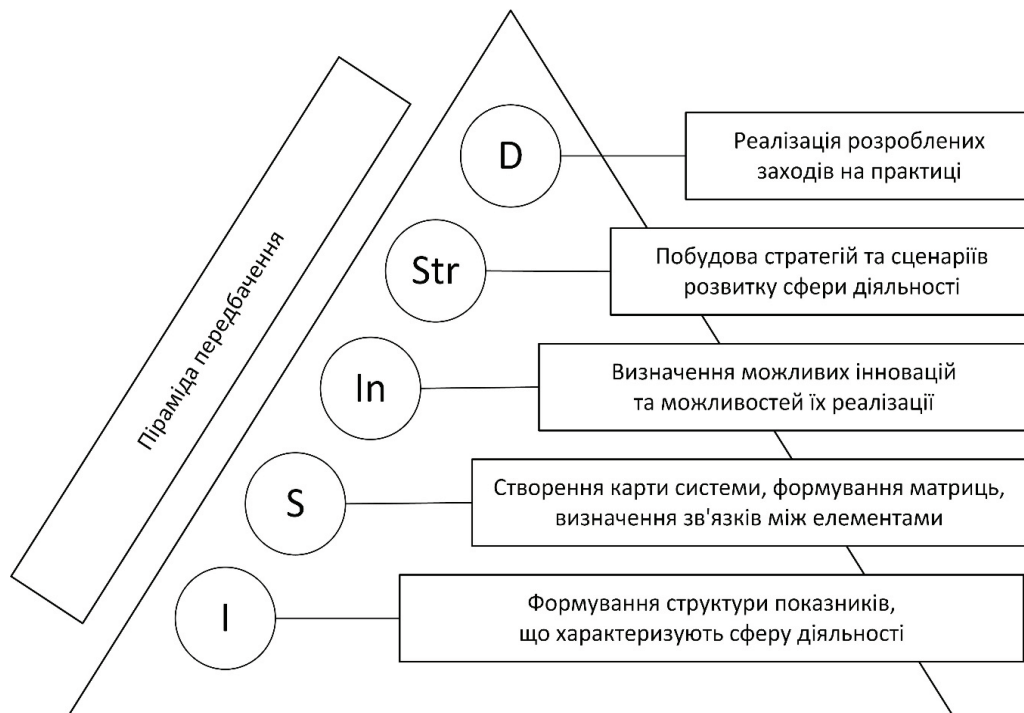 Піраміда передбачення
D
Реалізація розроблених
заходів на практиці
Str
Побудова стратегій та сценаріїв
розвитку сфери діяльності
In
Визначення можливих інновацій
та можливостей їх реалізації
S
Створення карти системи, формування матриць,
визначення зв'язків між елементами
I
Формування структури показників,
що характеризують сферу діяльності